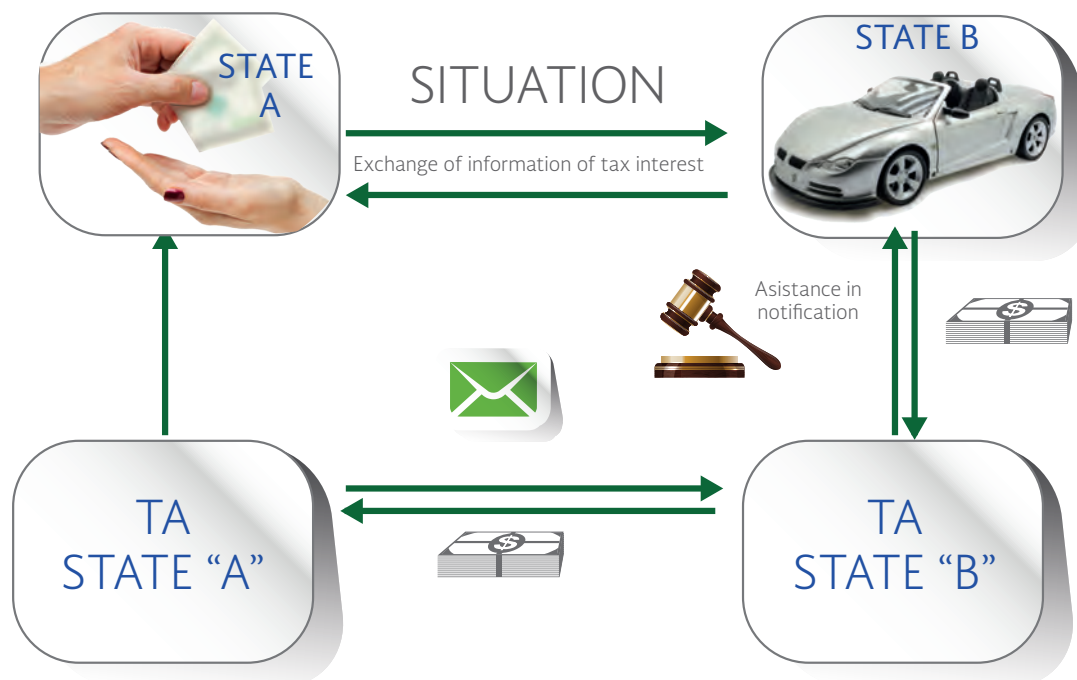 STATE
A
SITUATION
STATE B
Exchange of information of tax interest
Asistance in
notification
$
$
TA
STATE “A”
TA
STATE “B”